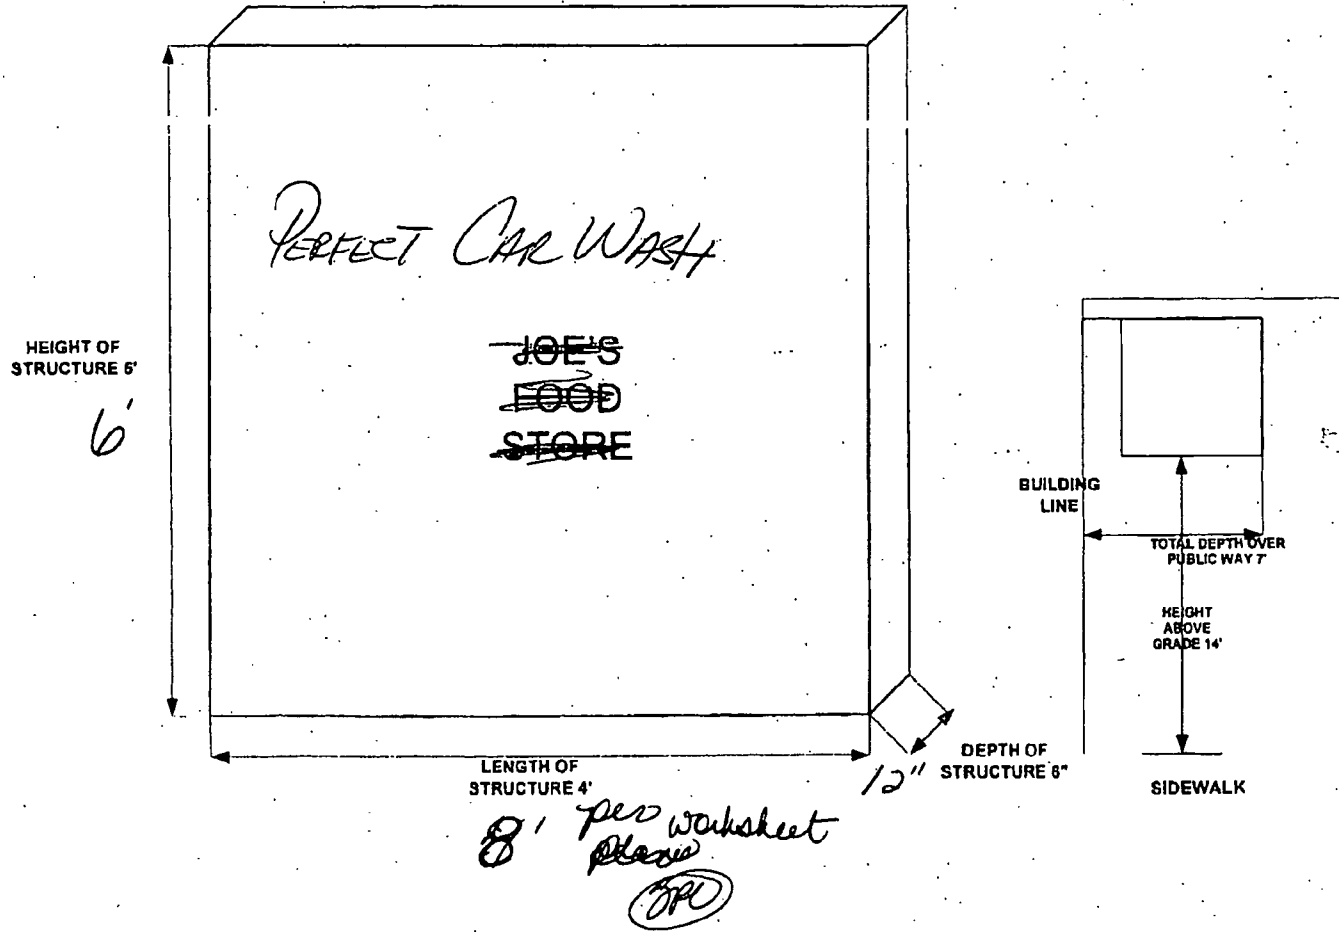 PERFECT CAR WASH
JOE'S
FOOD
STORE
HEIGHT OF
STRUCTURE 5'
6'
LENGTH OF
STRUCTURE 4'
8' per worksheet
12"
DEPTH OF
STRUCTURE 6"
BUILDING
LINE
TOTAL DEPTH OVER
PUBLIC WAY 7'
HEIGHT
ABOVE
GRADE 14'
SIDEWALK